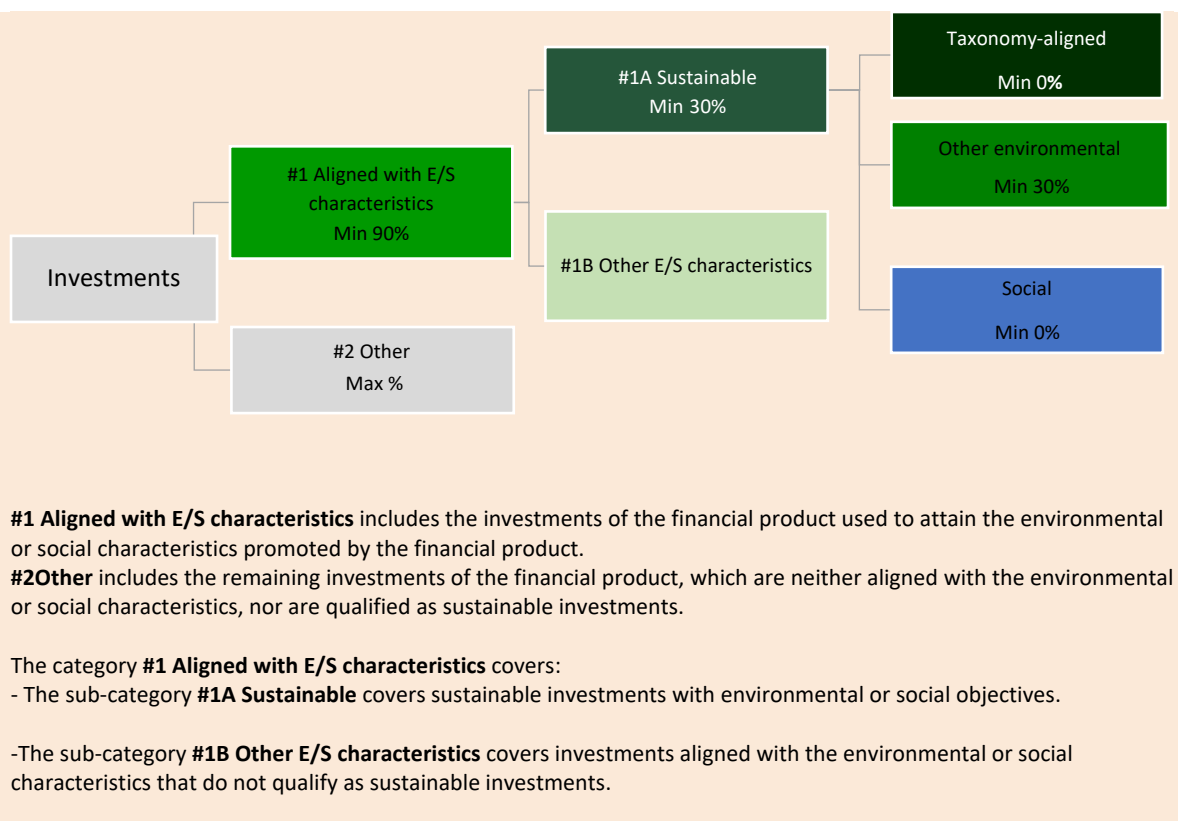 Taxonomy-aligned
Min 0%
#1A Sustainable
Min 30%
Other environmental
Min 30%
#1 Aligned with E/S
characteristics
Min 90%
#1B Other E/S characteristics
Investments
Social
Min 0%
#2 Other
Max %
#1 Aligned with E/S characteristics includes the investments of the financial product used to attain the environmental
or social characteristics promoted by the financial product.
#2Other includes the remaining investments of the financial product, which are neither aligned with the environmental
or social characteristics, nor are qualified as sustainable investments.
The category #1 Aligned with E/S characteristics covers:
- The sub-category #1A Sustainable covers sustainable investments with environmental or social objectives.
-The sub-category #1B Other E/S characteristics covers investments aligned with the environmental or social
characteristics that do not qualify as sustainable investments.